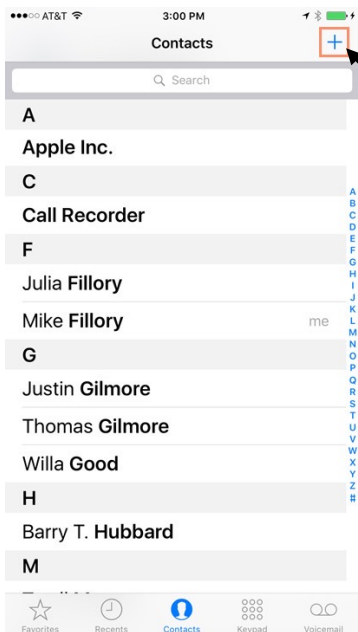 AT&T 3:00 PM
Contacts +
Search
A
Apple Inc.
C
Call Recorder
F
Julia Fillory
Mike Fillory me
G
Justin Gilmore
Thomas Gilmore
Willa Good
H
Barry T. Hubbard
M
A
B
C
D
E
F
G
H
I
J
K
L
M
N
O
P
Q
R
S
T
U
V
W
X
Y
Z
#
Favorites Recents Contacts Keypad Voicemail